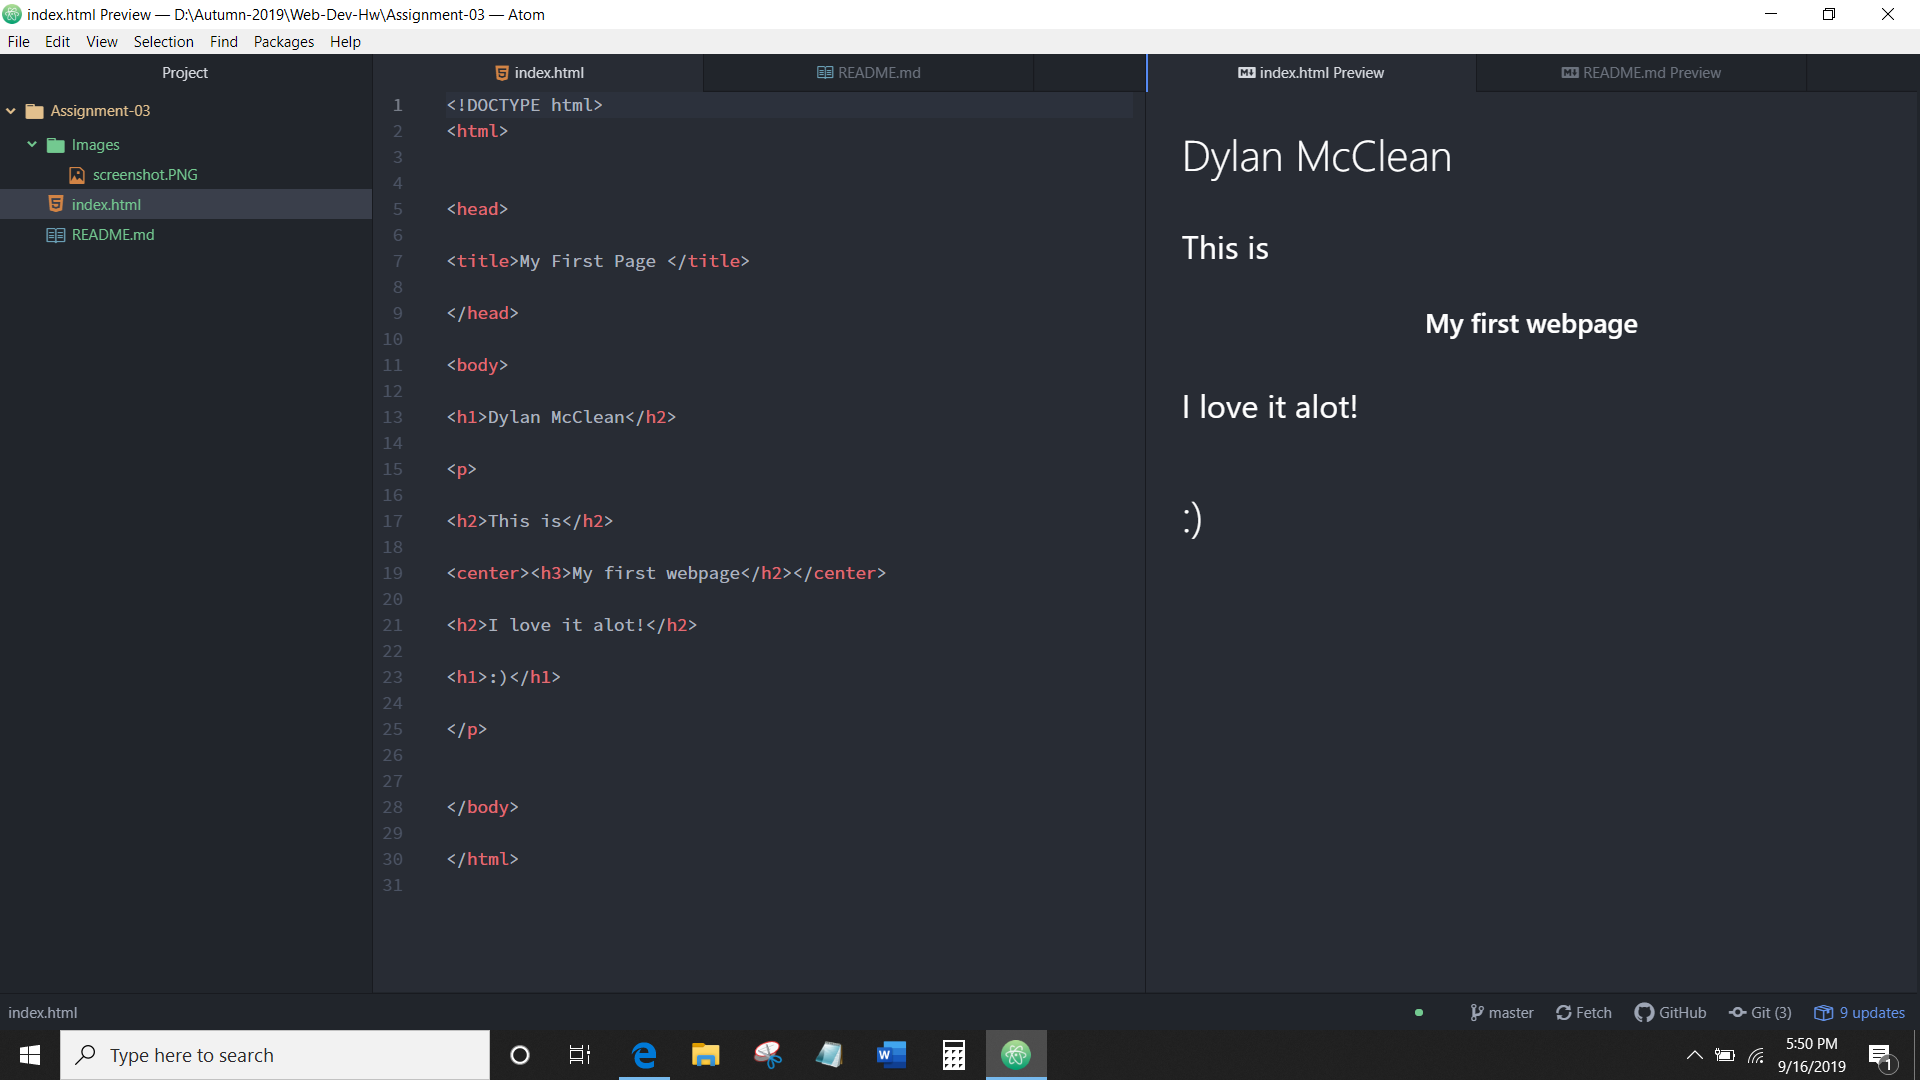 index.html Preview — D:\Autumn-2019\Web-Dev-Hw\Assignment-03 — Atom
File Edit View Selection Find Packages Help
Project
Assignment-03
Images
screenshot.PNG
index.html
README.md
index.html
README.md
1 <!DOCTYPE html>
2 <html>
3
4
5 <head>
6
7 <title>My First Page </title>
8
9 </head>
10
11 <body>
12
13 <h1>Dylan McClean</h2>
14
15 <p>
16
17 <h2>This is</h2>
18
19 <center><h3>My first webpage</h2></center>
20
21 <h2>I love it alot!</h2>
22
23 <h1>:)</h1>
24
25 </p>
26
27
28 </body>
29
30 </html>
31
index.html Preview
README.md Preview
Dylan McClean
This is
My first webpage
I love it alot!
:)
index.html
master Fetch GitHub Git (3) 9 updates
Type here to search
5:50 PM
9/16/2019
1